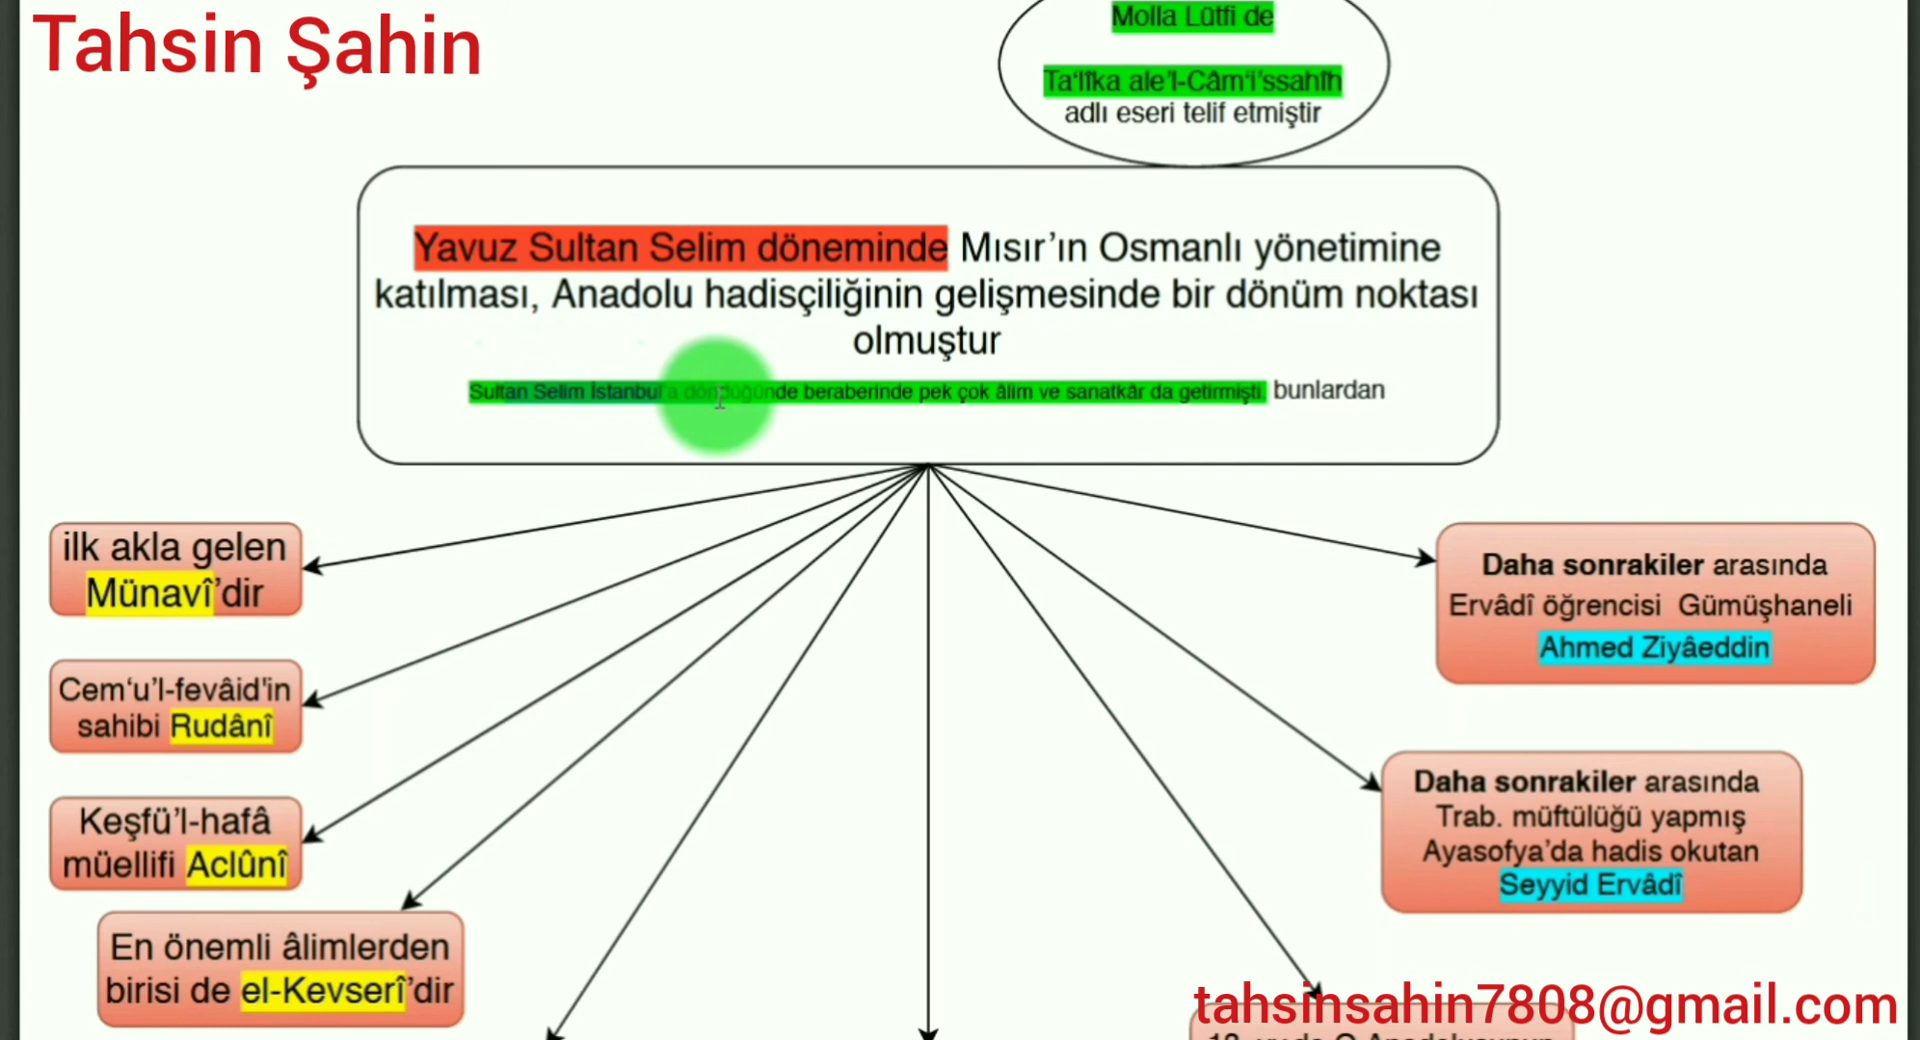 Tahsin Şahin
Molla Lûtfi de
Ta‘lîka ale’l-Câm‘i’ssahîh
adlı eseri telif etmiştir
Yavuz Sultan Selim döneminde Mısır’ın Osmanlı yönetimine
katılması, Anadolu hadisçiliğinin gelişmesinde bir dönüm noktası
olmuştur
Sultan Selim İstanbul’a döndüğünde beraberinde pek çok âlim ve sanatkâr da getirmişti. bunlardan
ilk akla gelen
Münavî’dir
Cem‘u’l-fevâid'in
sahibi Rudânî
Keşfü’l-hafâ
müellifi Aclûnî
En önemli âlimlerden
birisi de el-Kevserî’dir
Daha sonrakiler arasında
Ervâdî öğrencisi Gümüşhaneli
Ahmed Ziyâeddin
Daha sonrakiler arasında
Trab. müftülüğü yapmış
Ayasofya’da hadis okutan
Seyyid Ervâdî
tahsinsahin7808@gmail.com